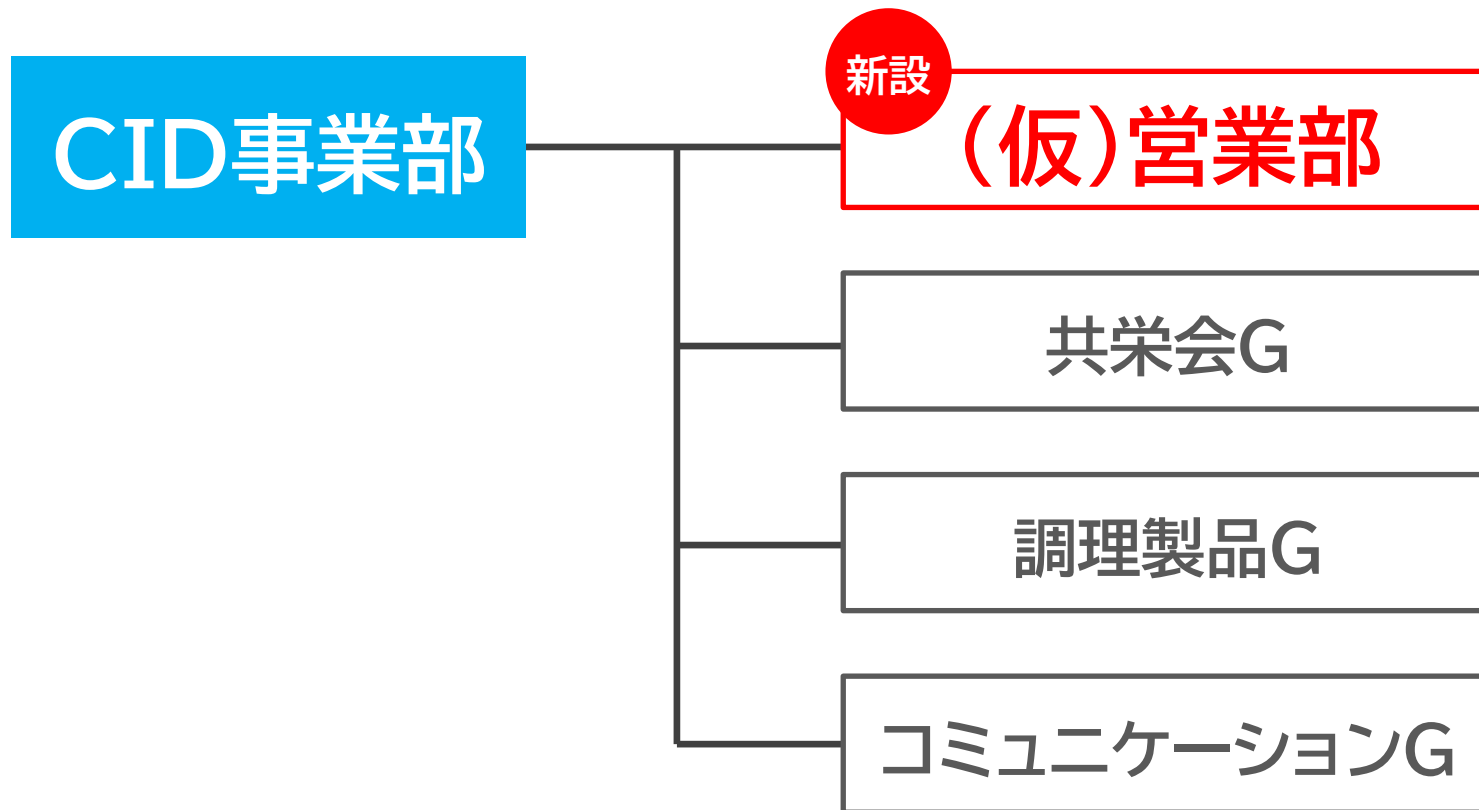 CID事業部
新設
（仮）営業部
共栄会G
調理製品G
コミュニケーションG